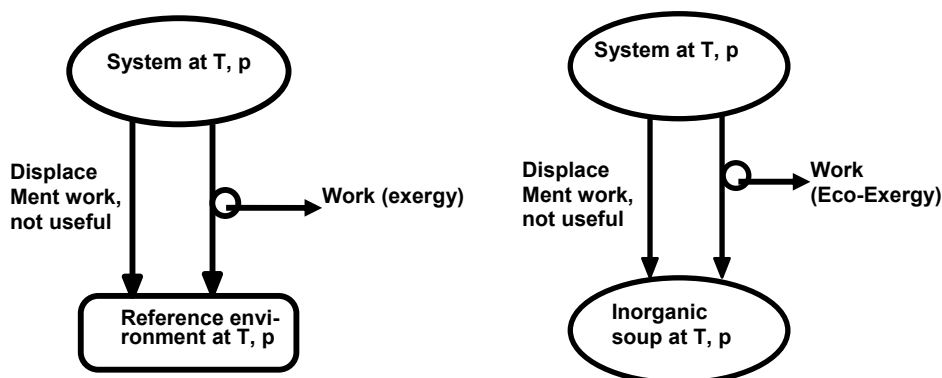 System at T, p
Displace
Ment work,
not useful
Work (exergy)
Reference envi-
ronment at T, p
System at T, p
Displace
Ment work,
not useful
Work
(Eco-Exergy)
Inorganic
soup at T, p